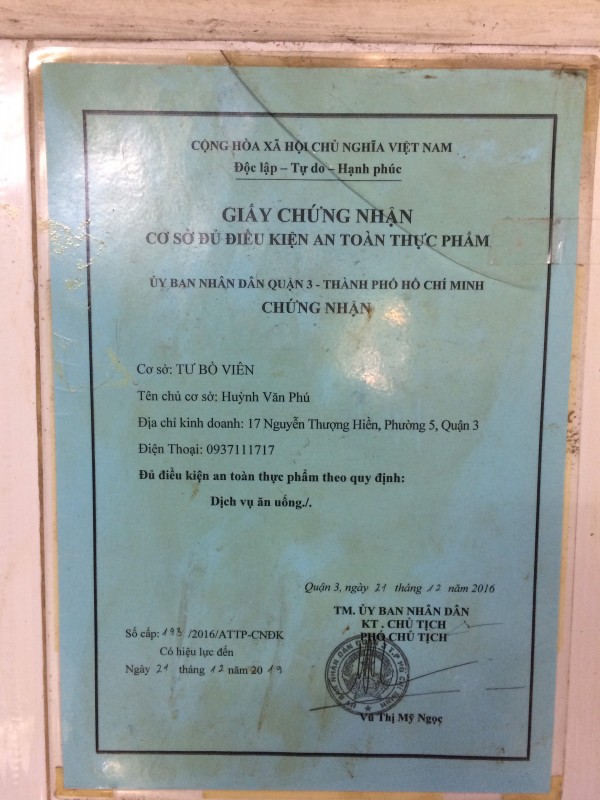 CỘNG HÒA XÃ HỘI CHỦ NGHĨA VIỆT NAM
Độc lập – Tự do – Hạnh phúc
GIẤY CHỨNG NHẬN
CƠ SỞ ĐỦ ĐIỀU KIỆN AN TOÀN THỰC PHẨM
ỦY BAN NHÂN DÂN QUẬN 3 - THÀNH PHỐ HỒ CHÍ MINH
CHỨNG NHẬN
Cơ sở: TƯ BÒ VIÊN
Tên chủ cơ sở: Huỳnh Văn Phú
Địa chỉ kinh doanh: 17 Nguyễn Thượng Hiền, Phường 5, Quận 3
Điện Thoại: 0937111717
Đủ điều kiện an toàn thực phẩm theo quy định:
Dịch vụ ăn uống./.
Quận 3, ngày 21 tháng 12 năm 2016
TM. ỦY BAN NHÂN DÂN
KT . CHỦ TỊCH
PHÓ CHỦ TỊCH
Số cấp: 193 /2016/ATTP-CNĐK
Có hiệu lực đến
Ngày 21 tháng 12 năm 2019
Vũ Thị Mỹ Ngọc